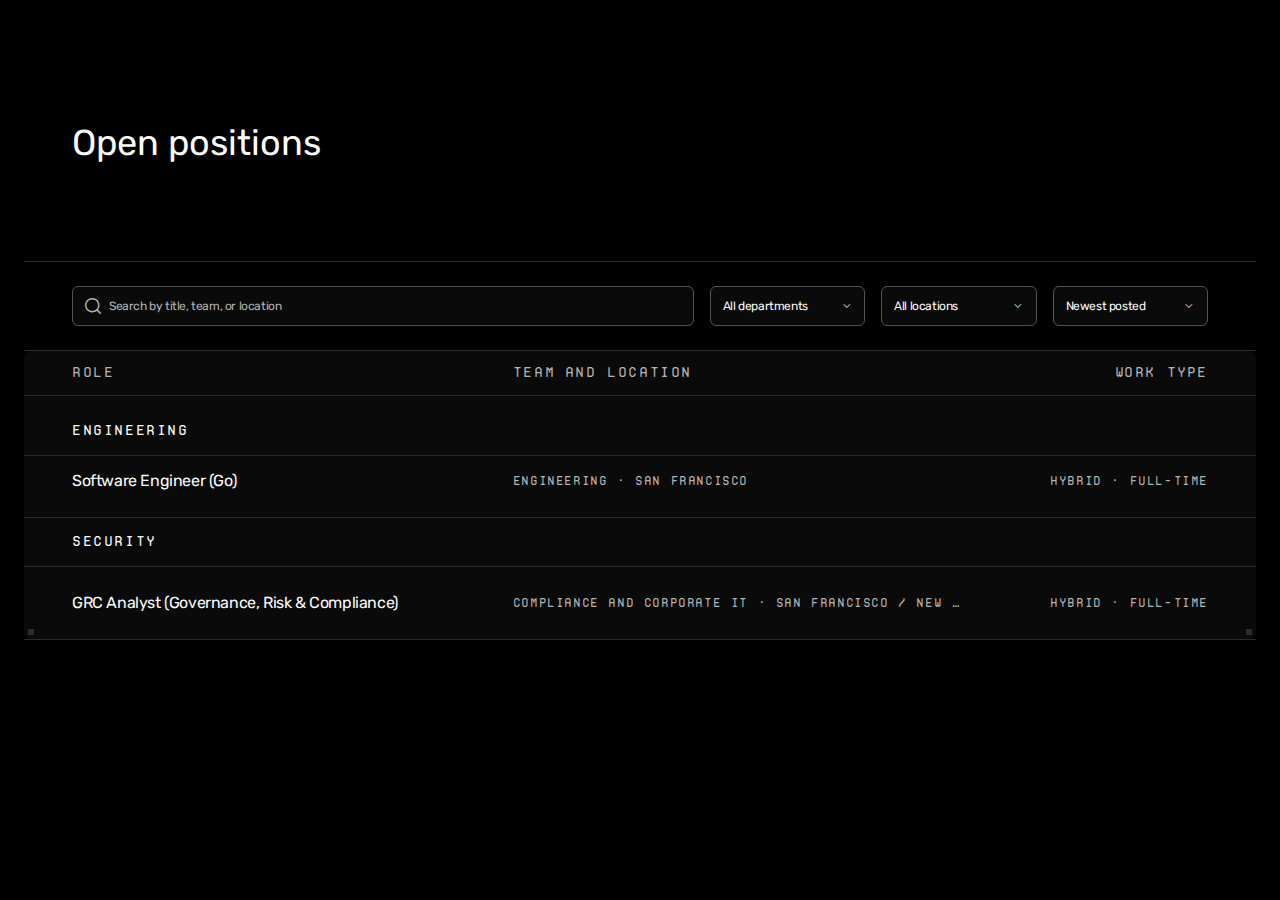 Open positions
Search by title, team, or location
All departments
All locations
Newest posted
ROLE TEAM AND LOCATION WORK TYPE
ENGINEERING
Software Engineer (Go) ENGINEERING · SAN FRANCISCO HYBRID · FULL-TIME
SECURITY
GRC Analyst (Governance, Risk & Compliance) COMPLIANCE AND CORPORATE IT · SAN FRANCISCO / NEW … HYBRID · FULL-TIME